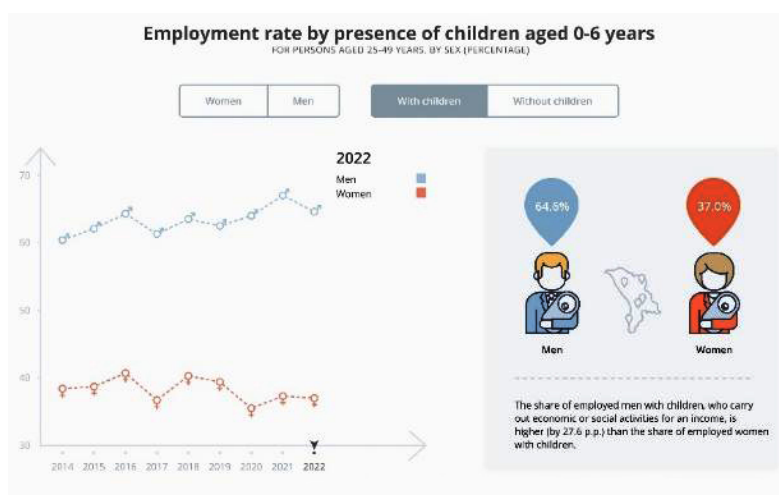 Employment rate by presence of children aged 0-6 years
FOR PERSONS AGED 25-49 YEARS, BY SEX (PERCENTAGE)
Women
Men
With children
Without children
2022
Men
Women
70
60
50
40
30
2014 2015 2016 2017 2018 2019 2020 2021 2022
64,6%
37,0%
Men
Women
The share of employed men with children, who carry
out economic or social activities for an income, is
higher (by 27.6 p.p.) than the share of employed women
with children.